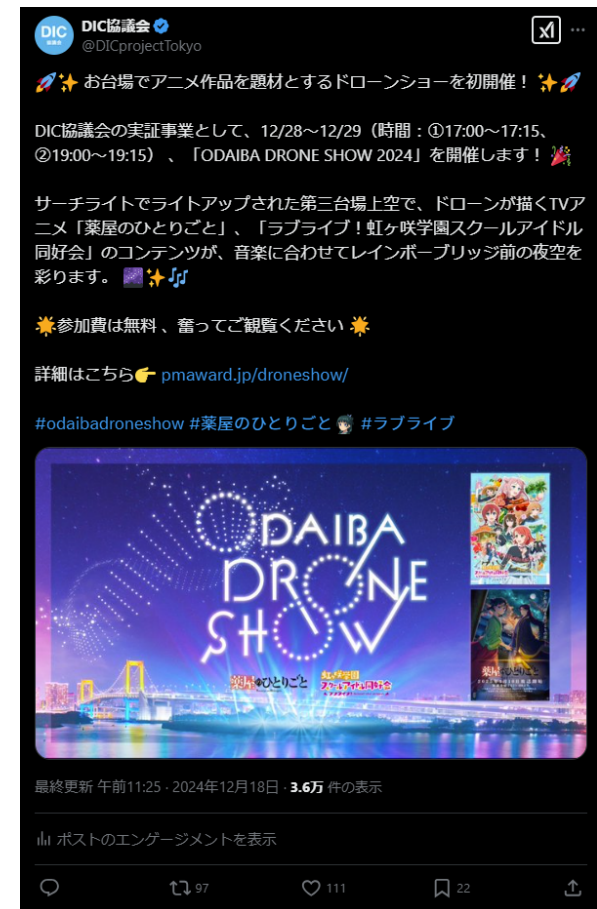 DIC協議会
@DICprojectTokyo
🚀✨ お台場でアニメ作品を題材とするドローンショーを初開催！ ✨🚀
DIC協議会の実証事業として、12/28～12/29（時間：①17:00～17:15、
②19:00～19:15）、「ODAIBA DRONE SHOW 2024」を開催します！ 🎉
サーチライトでライトアップされた第三台場上空で、ドローンが描くTVア
ニメ「薬屋のひとりごと」、「ラブライブ！虹ヶ咲学園スクールアイドル
同好会」のコンテンツが、音楽に合わせてレインボーブリッジ前の夜空を
彩ります。 🌌✨🎶
🌟参加費は無料 、奮ってご観覧ください 🌟
詳細はこちら👉 pmaward.jp/droneshow/
#odaibadroneshow #薬屋のひとりごと #ラブライブ
ODAIBA
DRONE
SHOW
薬屋のひとりごと 虹ヶ咲学園
スクールアイドル同好会
薬屋のひとりごと
最終更新 午前11:25 · 2024年12月18日 · 3.6万 件の表示
ポストのエンゲージメントを表示
97 111 22